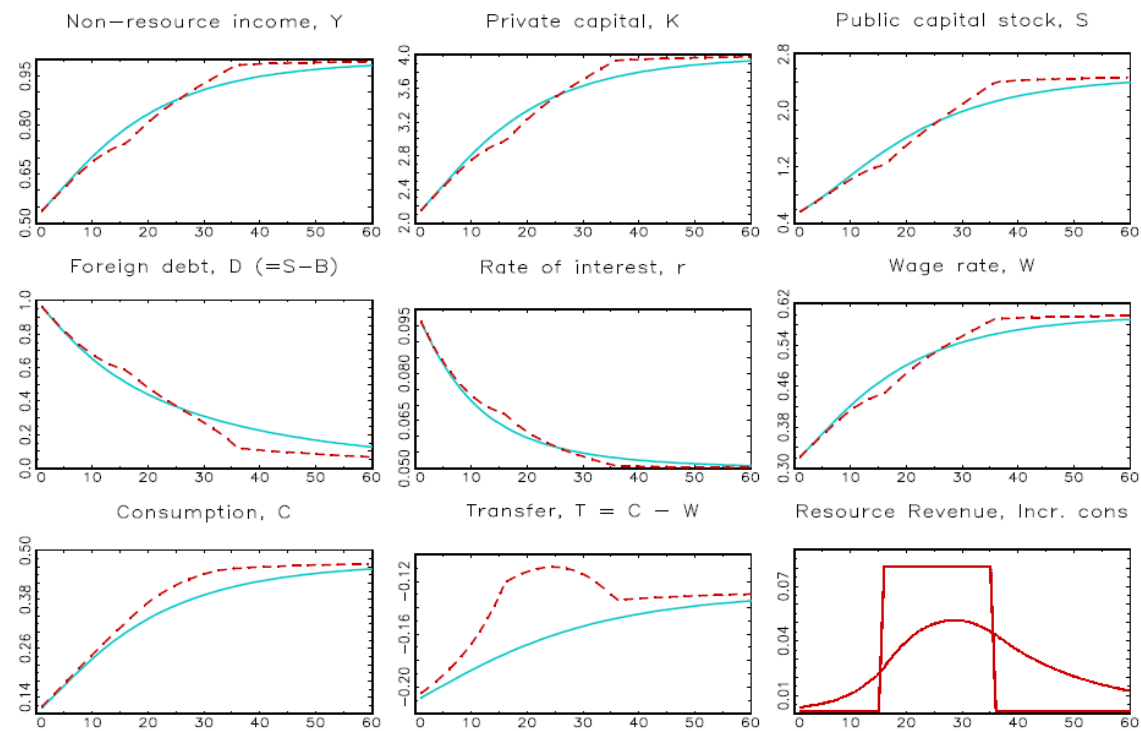 Non-resource income, Y
0.50 0.65 0.80 0.95
0 10 20 30 40 50 60
Private capital, K
2.0 2.4 2.8 3.2 3.6 4.0
0 10 20 30 40 50 60
Public capital stock, S
0.4 1.2 2.0 2.8
0 10 20 30 40 50 60
Foreign debt, D (=S−B)
0.0 0.2 0.4 0.6 0.8 1.0
0 10 20 30 40 50 60
Rate of interest, r
0.050 0.065 0.080 0.095
0 10 20 30 40 50 60
Wage rate, W
0.30 0.38 0.46 0.54 0.62
0 10 20 30 40 50 60
Consumption, C
0.14 0.26 0.38 0.50
0 10 20 30 40 50 60
Transfer, T = C − W
−0.20 −0.16 −0.12
0 10 20 30 40 50 60
Resource Revenue, Incr. cons
0.01 0.04 0.07
0 10 20 30 40 50 60